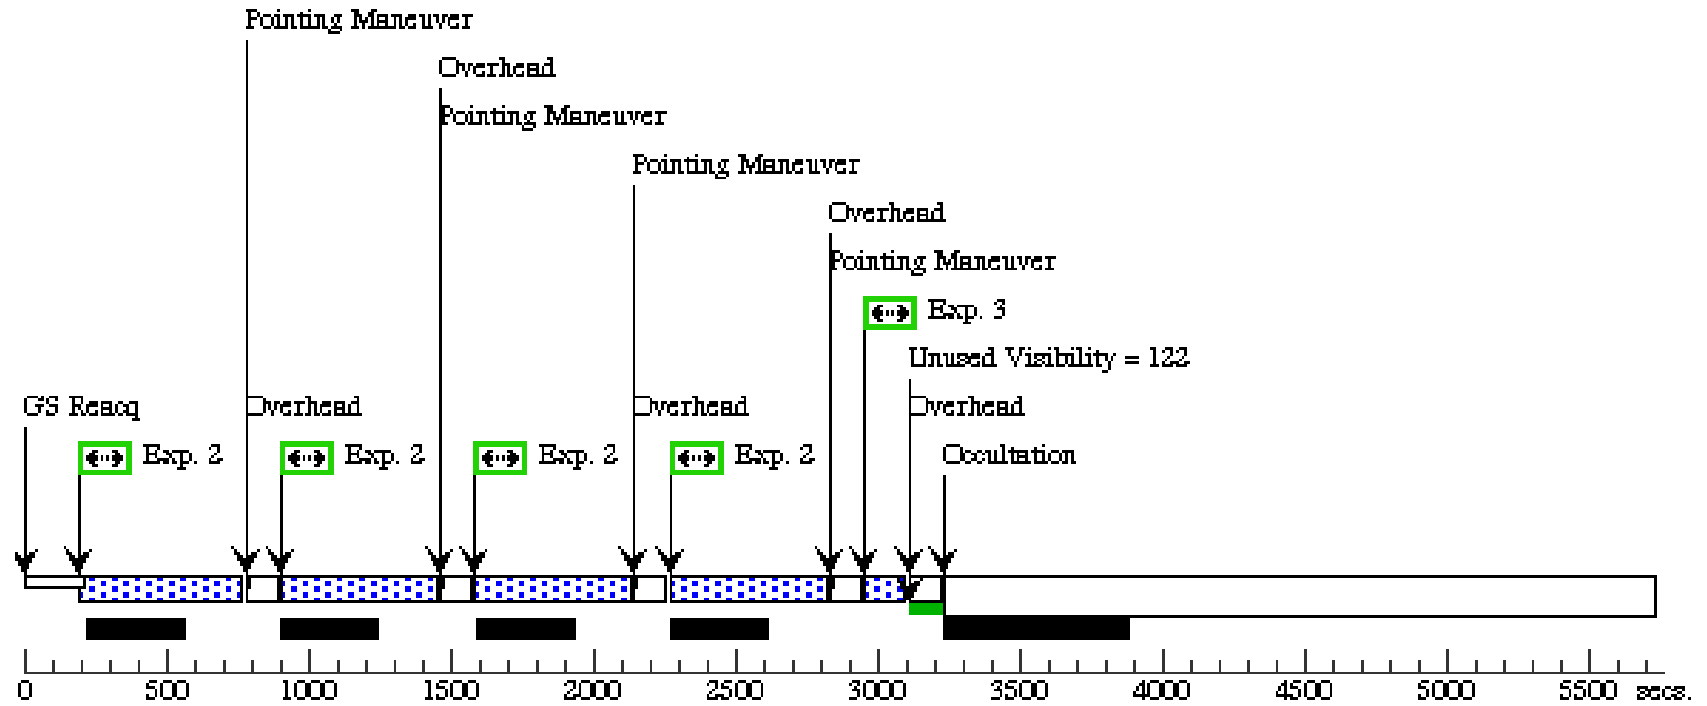 Pointing Maneuver
Overhead
Pointing Maneuver
Pointing Maneuver
Overhead
Pointing Maneuver
Exp. 3
Unused Visibility = 122
GS Reacq Overhead Overhead Overhead
Exp. 2 Exp. 2 Exp. 2 Exp. 2 Occultation
0 500 1000 1500 2000 2500 3000 3500 4000 4500 5000 5500 secs.